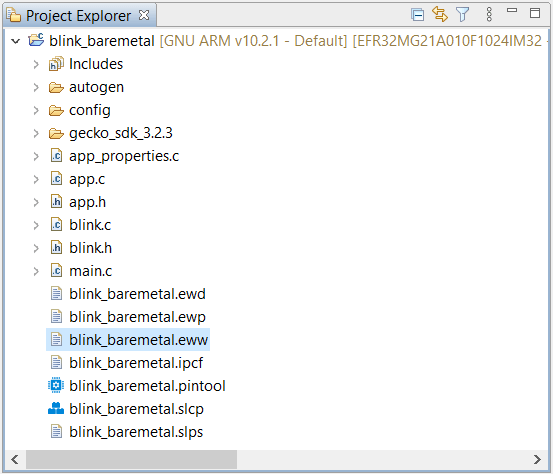 Project Explorer
blink_baremetal [GNU ARM v10.2.1 - Default] [EFR32MG21A010F1024IM32 -
Includes
autogen
config
gecko_sdk_3.2.3
app_properties.c
app.c
app.h
blink.c
blink.h
main.c
blink_baremetal.ewd
blink_baremetal.ewp
blink_baremetal.eww
blink_baremetal.ipcf
blink_baremetal.pintool
blink_baremetal.slcp
blink_baremetal.slps